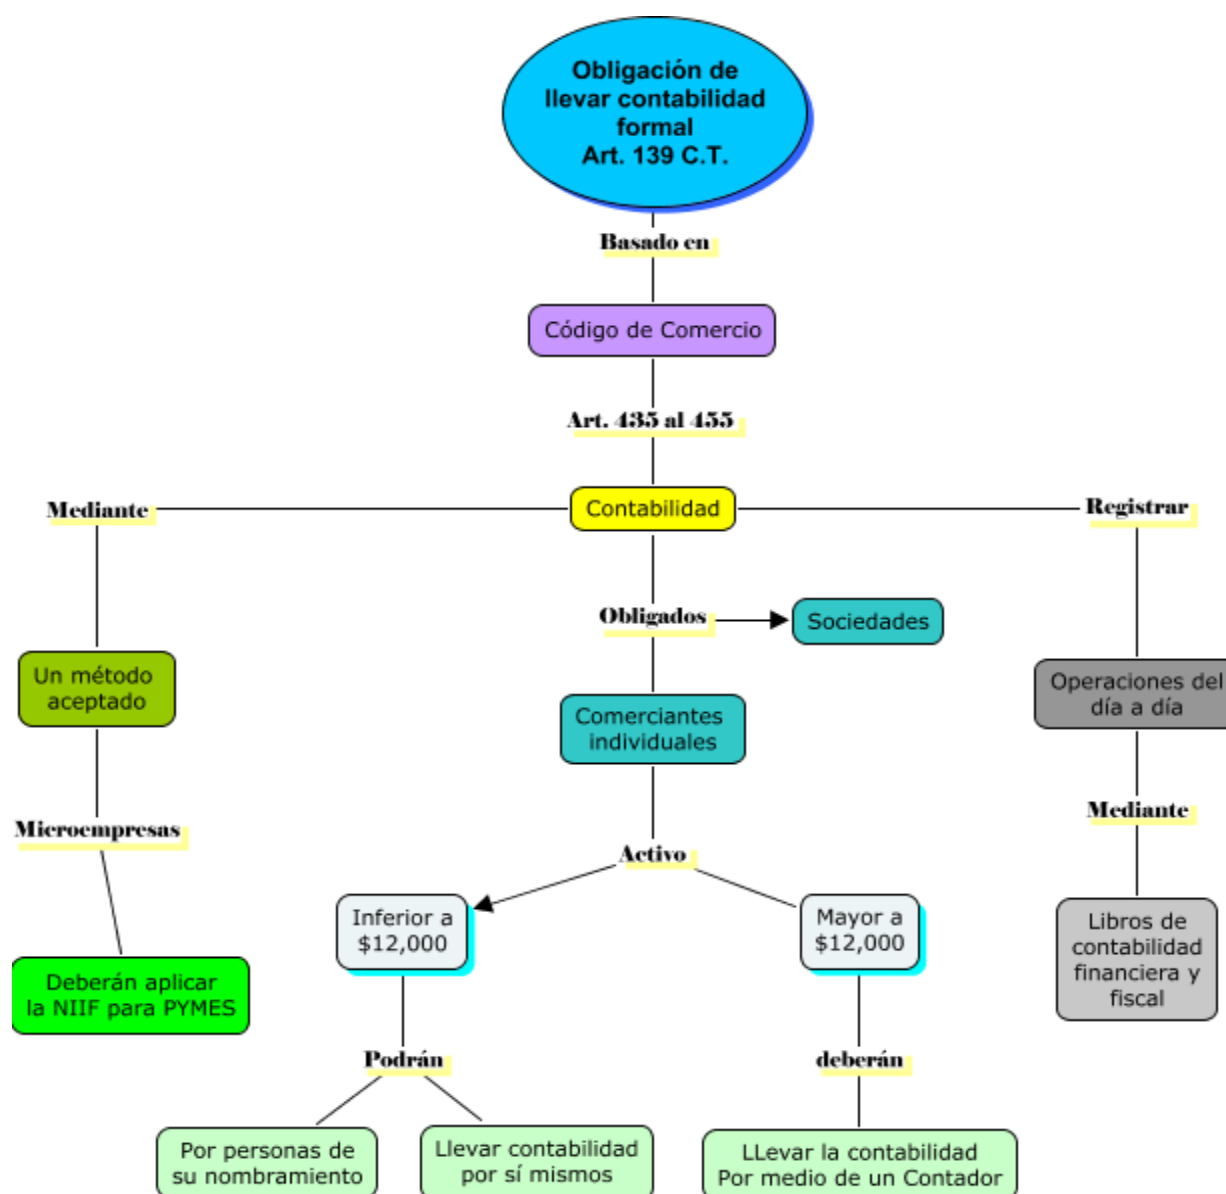 Obligación de
llevar contabilidad
formal
Art. 139 C.T.
Basado en
Código de Comercio
Art. 435 al 455
Mediante
Contabilidad
Registrar
Obligados
Sociedades
Un método
aceptado
Comerciantes
individuales
Operaciones del
día a día
Microempresas
Activo
Mediante
Inferior a
$12,000
Mayor a
$12,000
Libros de
contabilidad
financiera y
fiscal
Deberán aplicar
la NIIF para PYMES
Podrán
deberán
Por personas de
su nombramiento
Llevar contabilidad
por sí mismos
LLevar la contabilidad
Por medio de un Contador